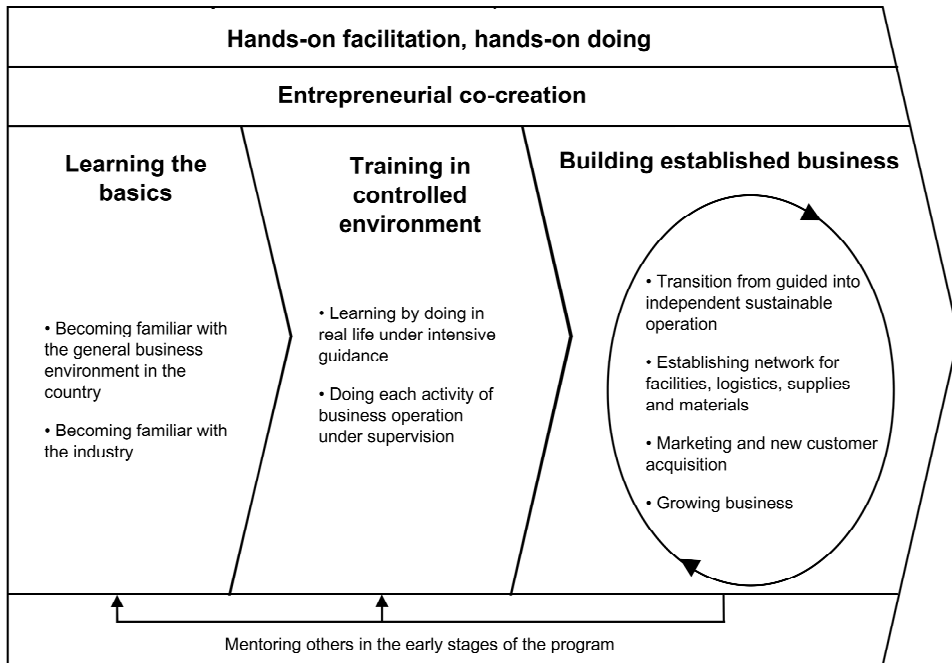 Hands-on facilitation, hands-on doing
Entrepreneurial co-creation
Learning the
basics
• Becoming familiar with
the general business
environment in the
country
• Becoming familiar with
the industry
Training in
controlled
environment
• Learning by doing in
real life under intensive
guidance
• Doing each activity of
business operation
under supervision
Building established business
• Transition from guided into
independent sustainable
operation
• Establishing network for
facilities, logistics, supplies
and materials
• Marketing and new customer
acquisition
• Growing business
Mentoring others in the early stages of the program